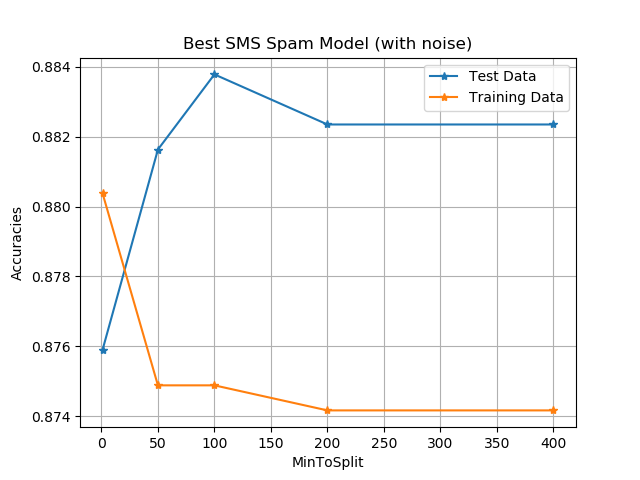 Best SMS Spam Model (with noise)
0.884
0.882
0.880
0.878
0.876
0.874
Accuracies
Test Data
Training Data
0 50 100 150 200 250 300 350 400
MinToSplit